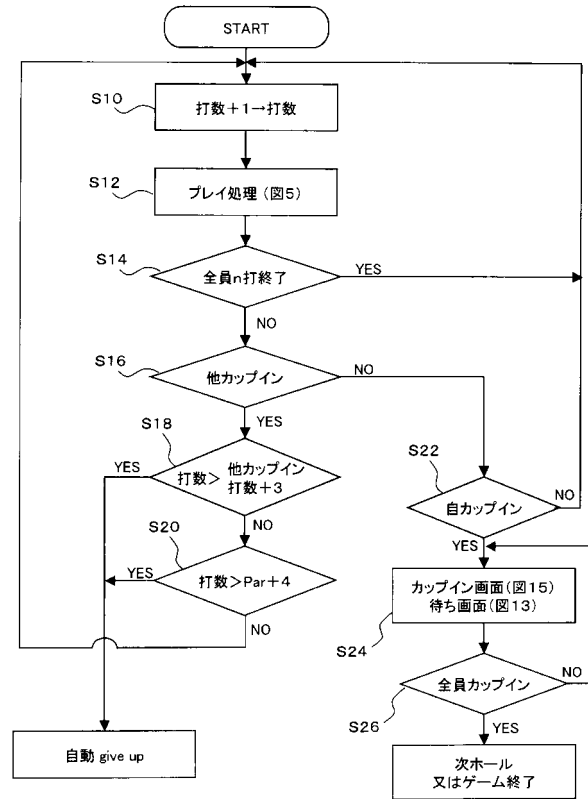 START
S10
打数+1→打数
S12
プレイ処理(図5)
S14
全員n打終了
YES
NO
S16
他カップイン
NO
YES
S18
YES
打数> 他カップイン
打数+3
NO
S22
自カップイン
NO
YES
S20
YES
打数>Par+4
NO
カップイン画面(図15)
待ち画面(図13)
S24
全員カップイン
NO
S26
YES
自動 give up
次ホール
又はゲーム終了